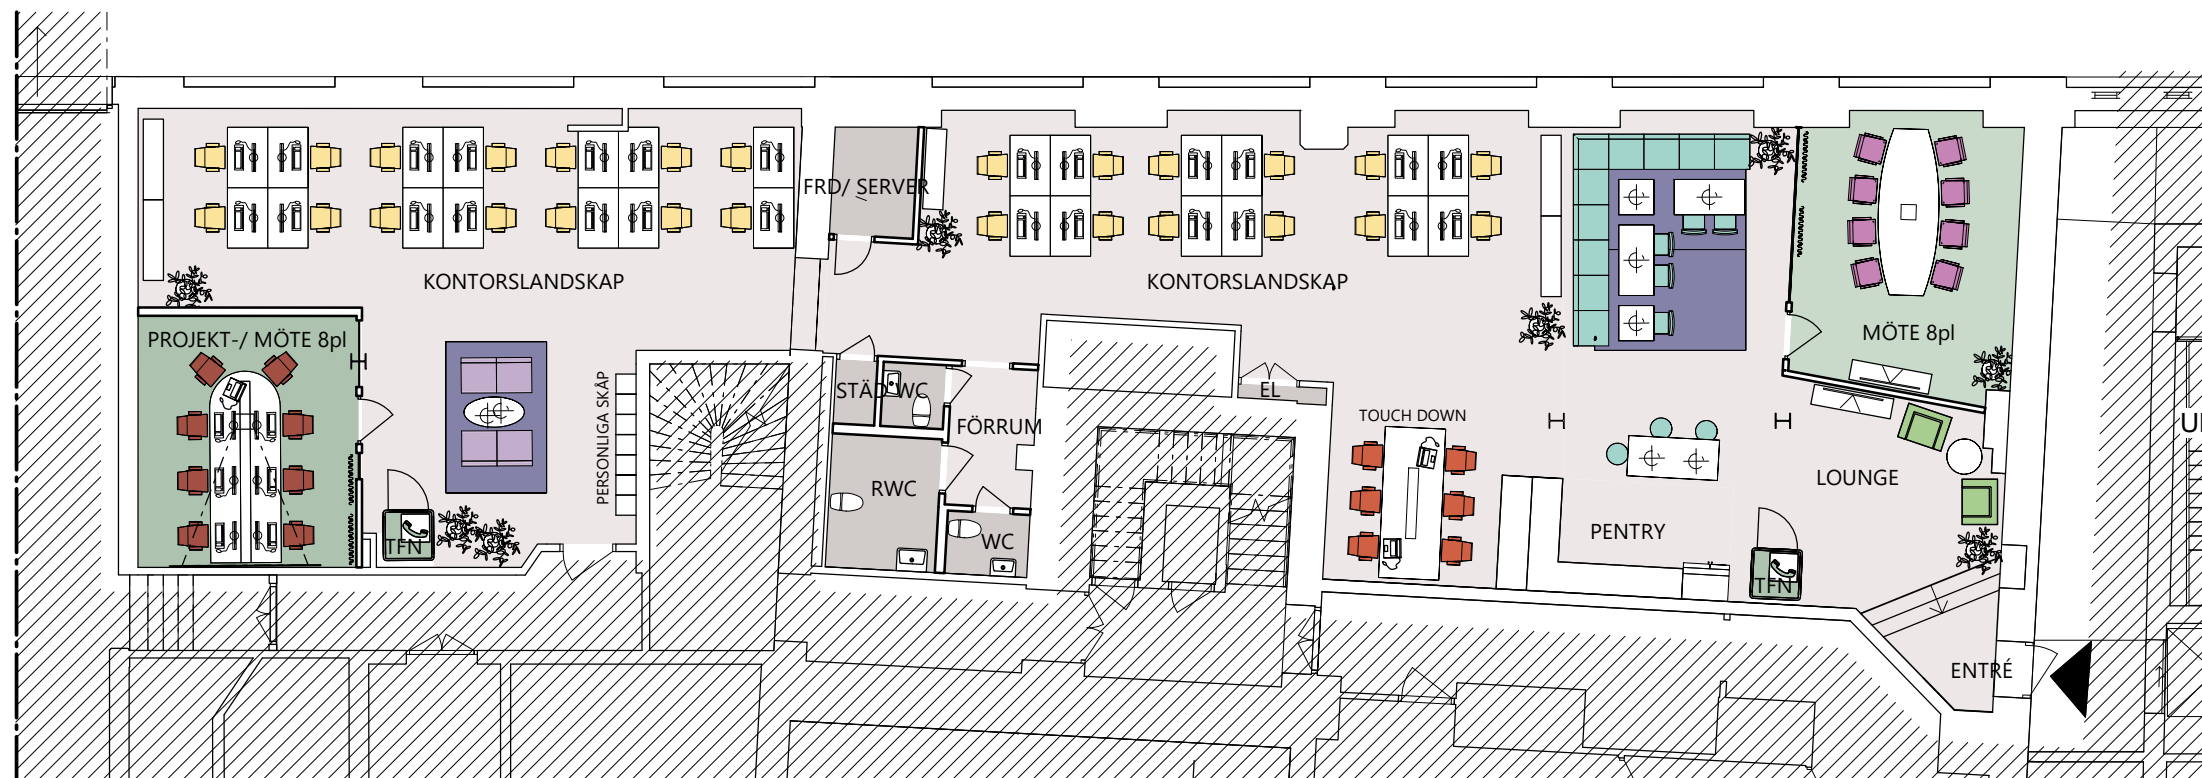 FRD/ SERVER
KONTORSLANDSKAP
KONTORSLANDSKAP
PROJEKT-/ MÖTE 8pl
MÖTE 8pl
PERSONLIGA SKÅP
STÄD
WC
EL
FÖRRUM
TOUCH DOWN
LOUNGE
RWC
PENTRY
WC
TFN
TFN
ENTRÉ